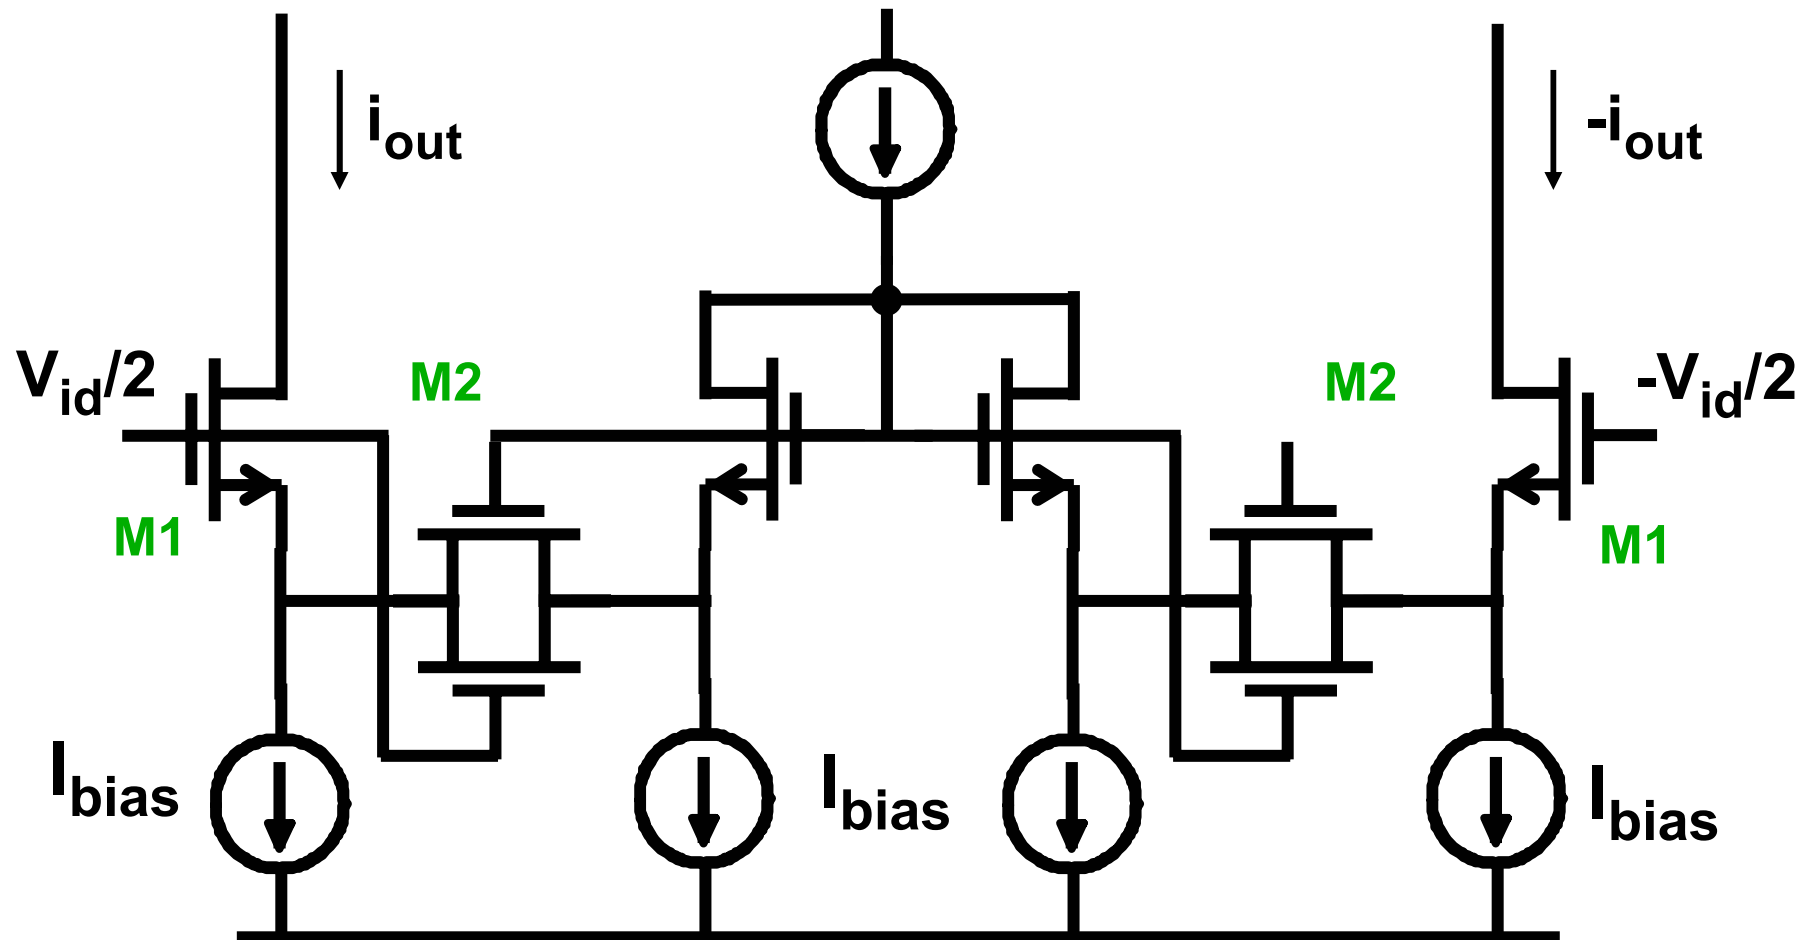 iout
-iout
Vid/2
M2
M2
-Vid/2
M1
M1
Ibias
Ibias
Ibias